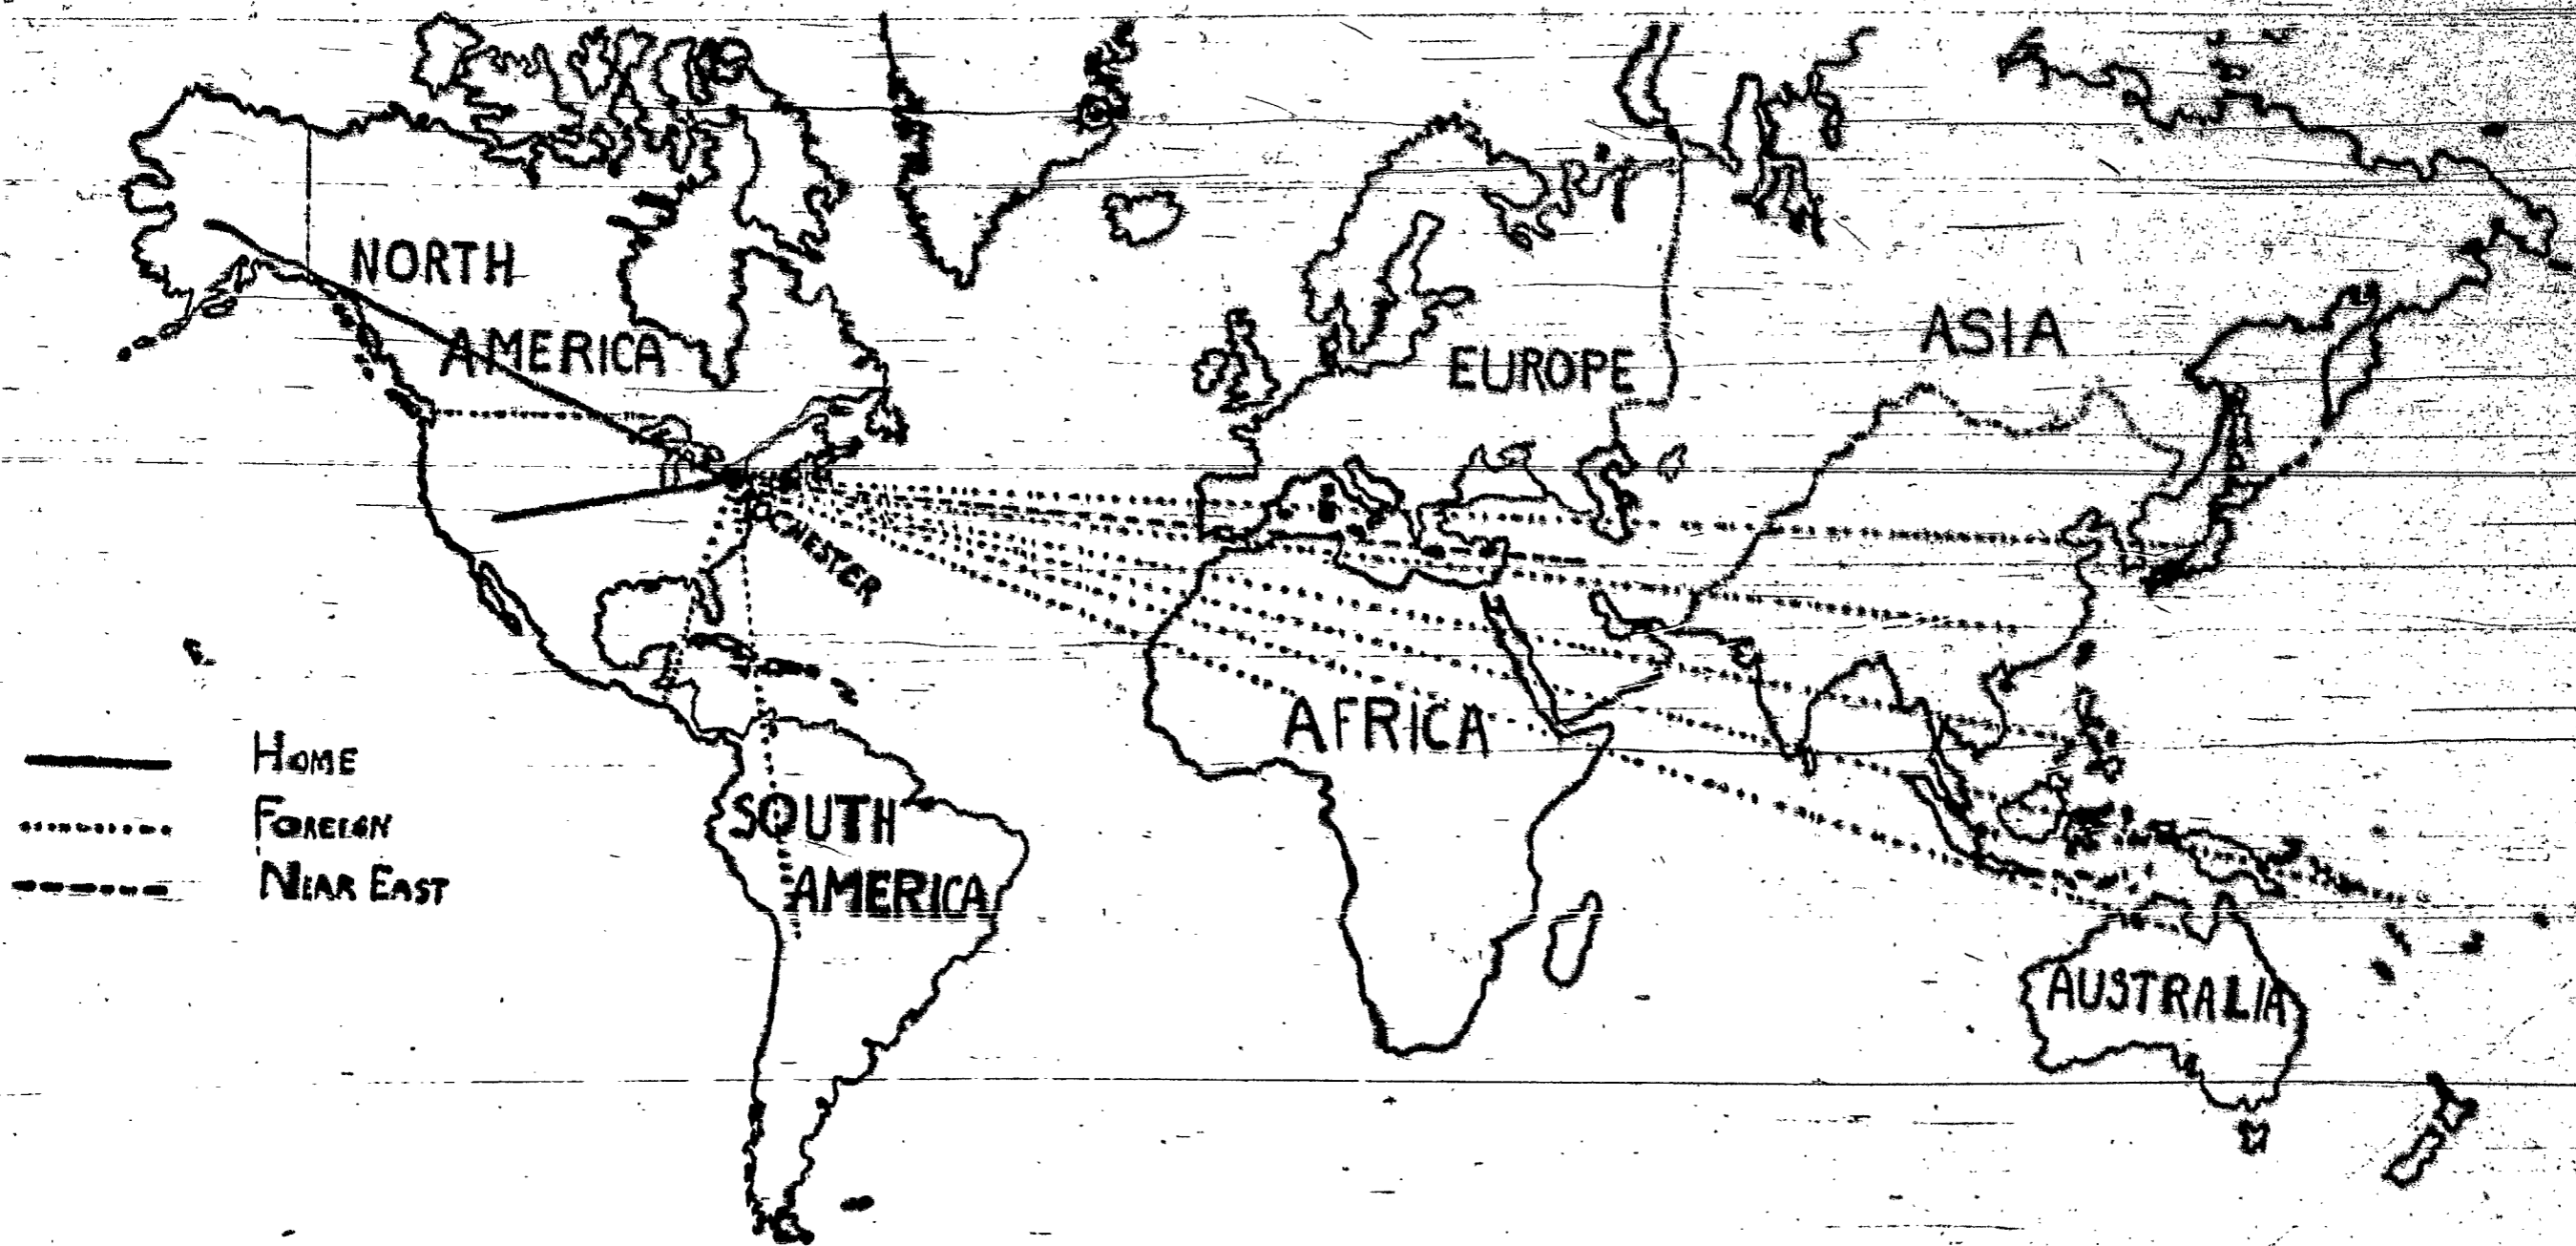 NORTH
AMERICA
EUROPE
ASIA
ROCHESTER
AFRICA
HOME
FOREIGN
NEAR EAST
SOUTH
AMERICA
AUSTRALIA